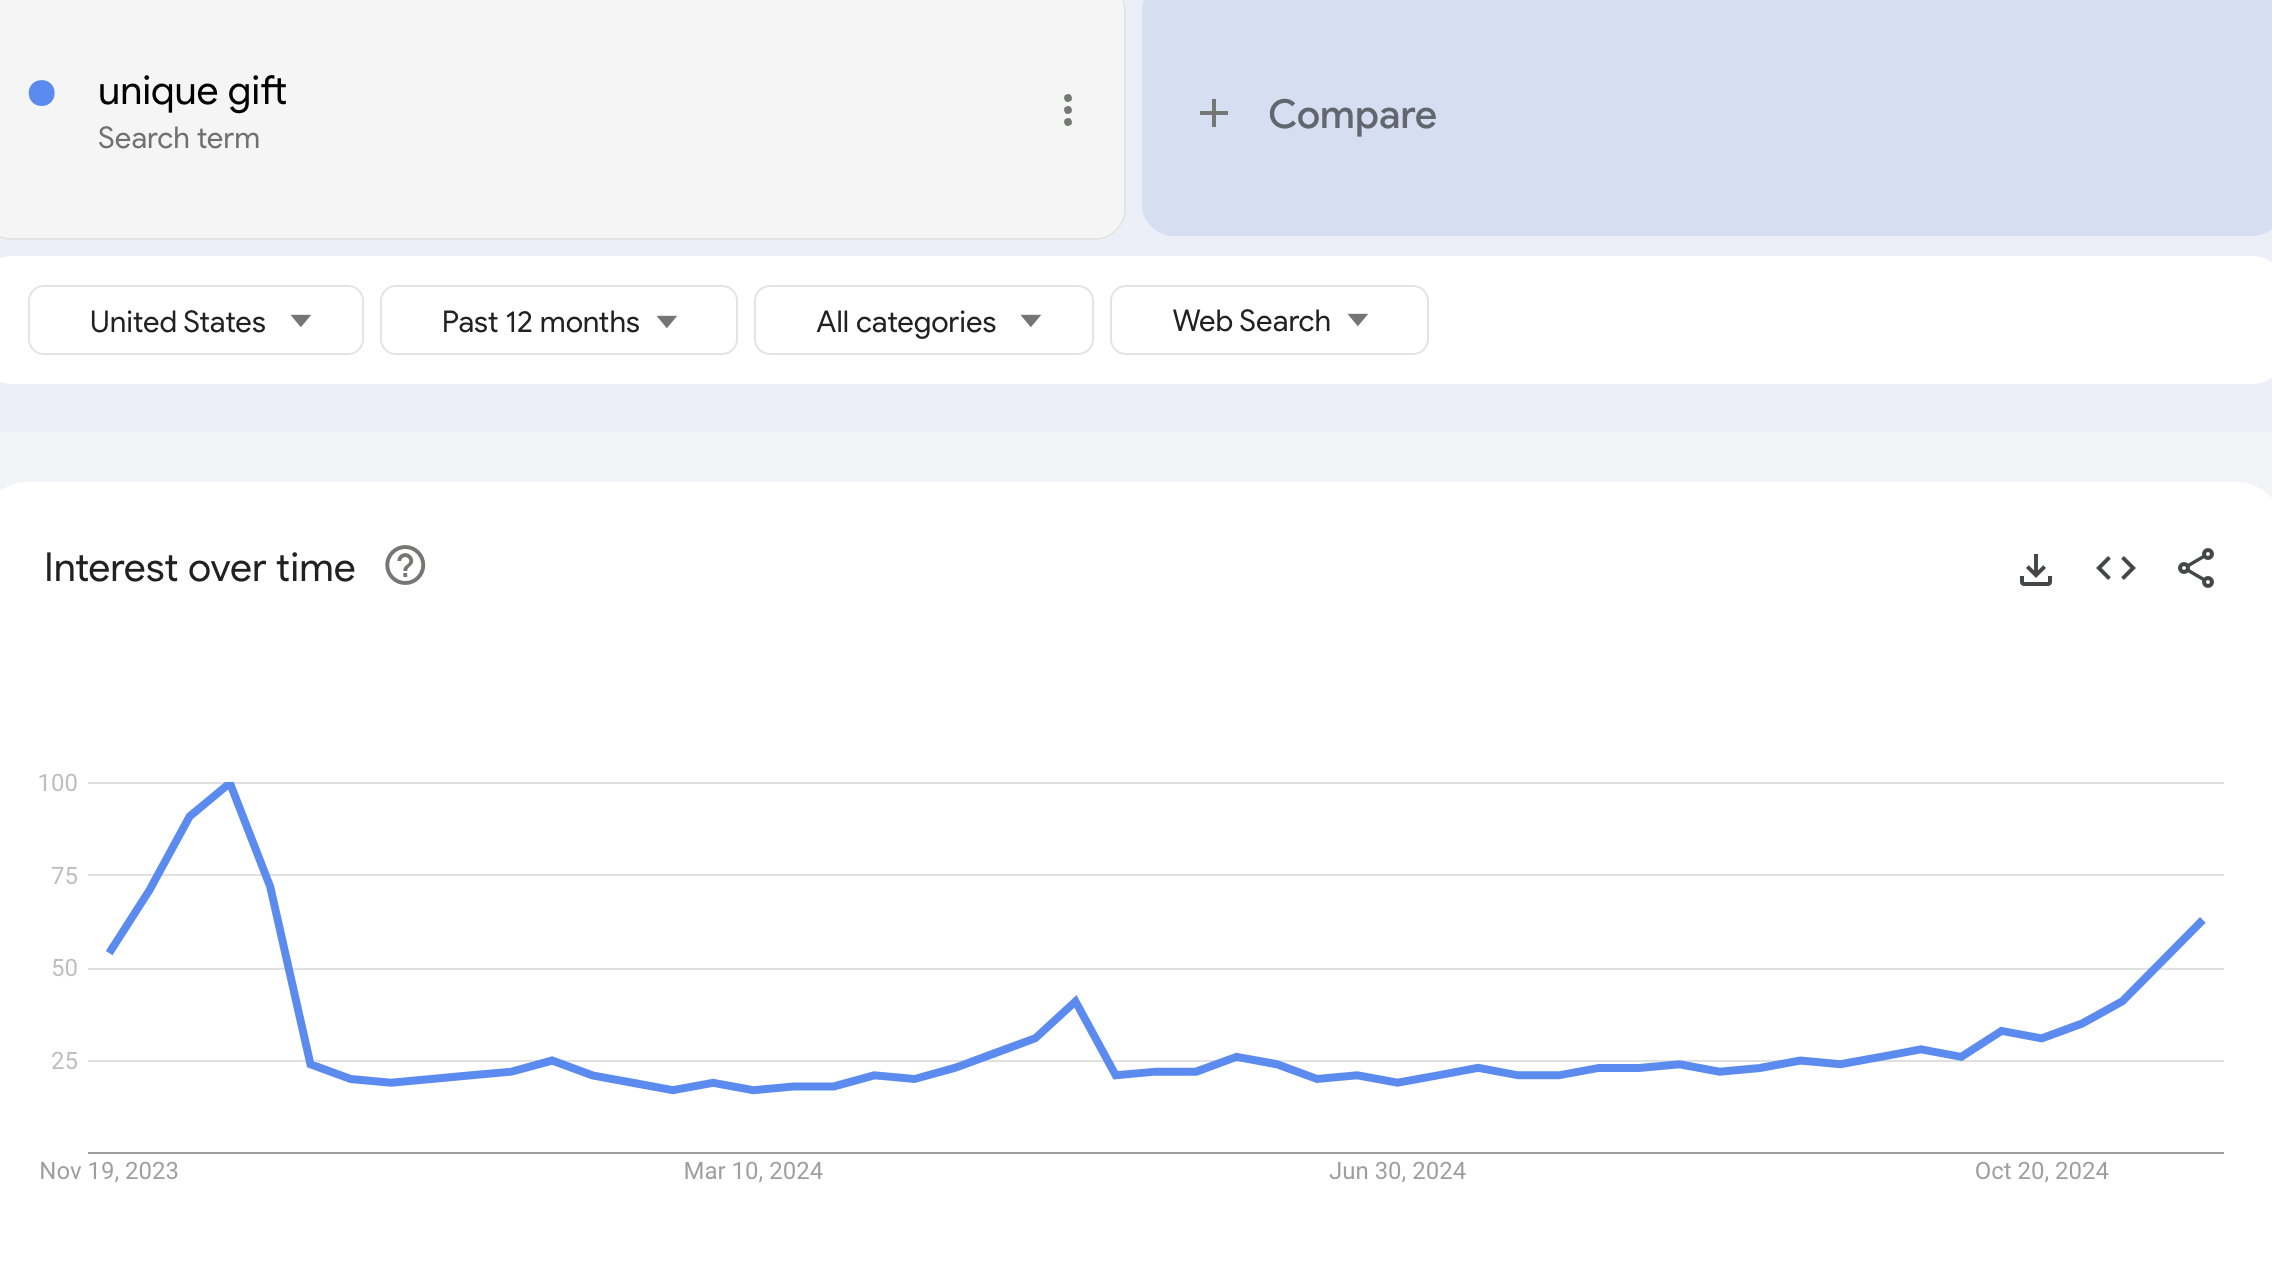 unique gift
Search term
+ Compare
United States
Past 12 months
All categories
Web Search
Interest over time
100
75
50
25
Nov 19, 2023
Mar 10, 2024
Jun 30, 2024
Oct 20, 2024